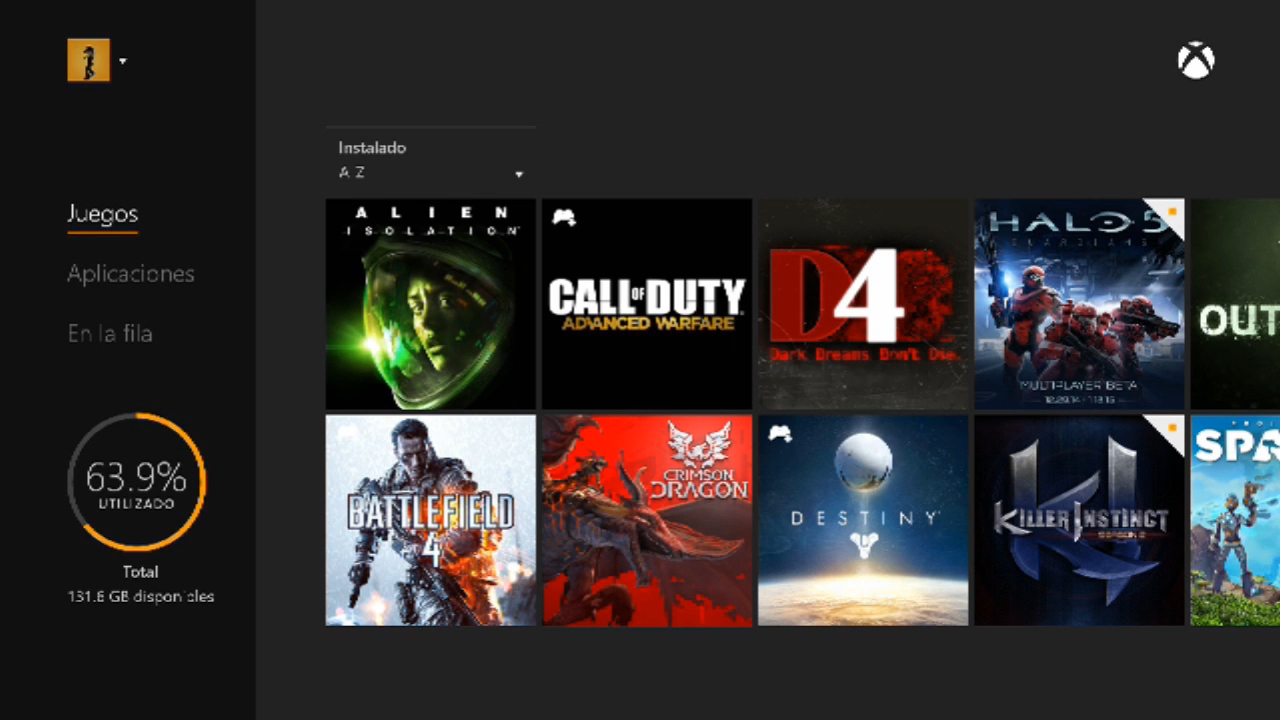 Juegos
Aplicaciones
En la fila
63.9%
UTILIZADO
Total
131.6 GB disponibles
Instalado
A Z
ALIEN
ISOLATION
CALL OF DUTY
ADVANCED WARFARE
D4
Dark Dreams Don't Die.
HALO 5
GUARDIANS
MULTIPLAYER BETA
OUT
BATTLEFIELD
4
CRIMSON
DRAGON
DESTINY
KILLER INSTINCT
SEASON 2
SPA